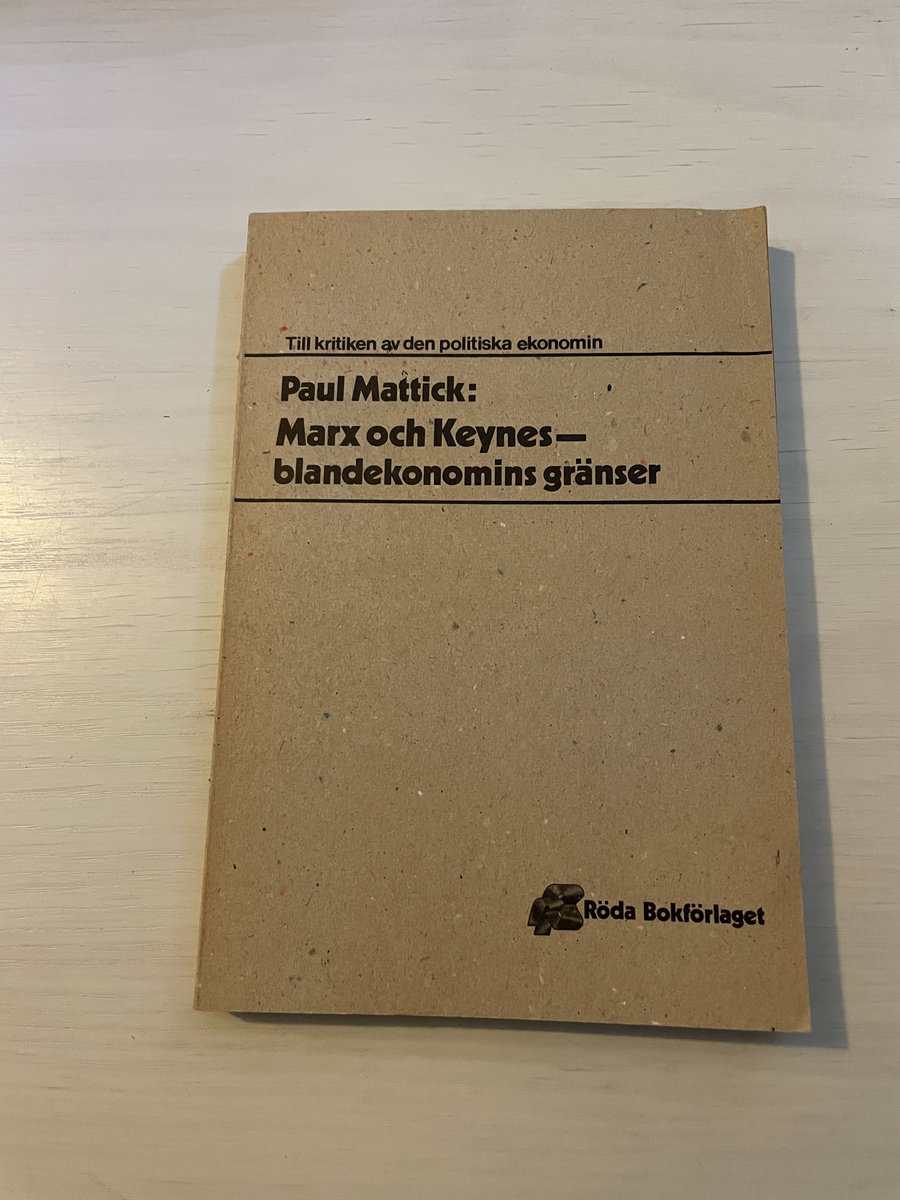 Till kritiken av den politiska ekonomin
Paul Mattick:
Marx och Keynes—
blandekonomins gränser
Röda Bokförlaget